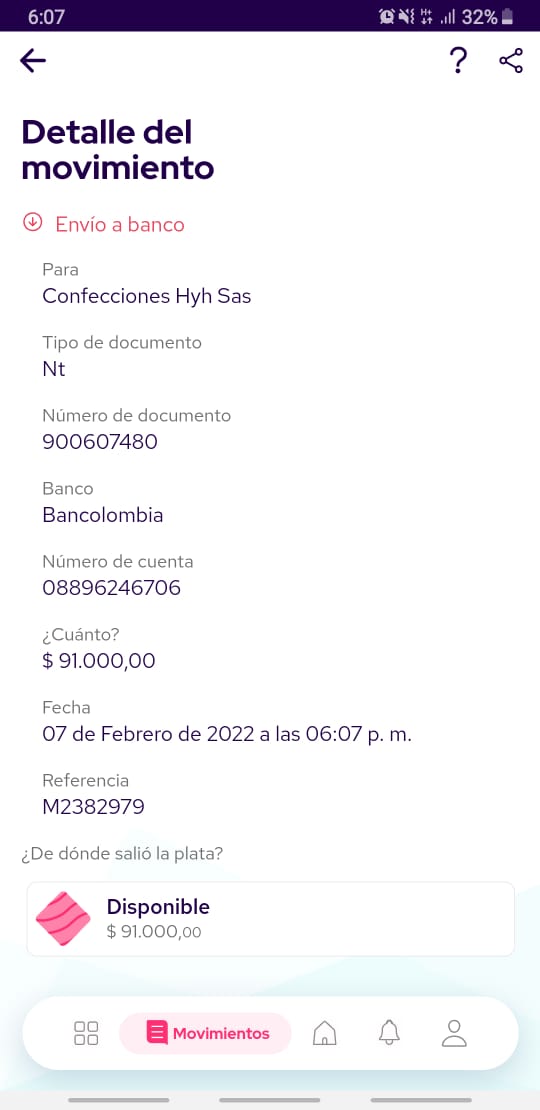 6:07
32%
Detalle del
movimiento
Envío a banco
Para
Confecciones Hyh Sas
Tipo de documento
Nt
Número de documento
900607480
Banco
Bancolombia
Número de cuenta
08896246706
¿Cuánto?
$ 91.000,00
Fecha
07 de Febrero de 2022 a las 06:07 p. m.
Referencia
M2382979
¿De dónde salió la plata?
Disponible
$ 91.000,00
Movimientos